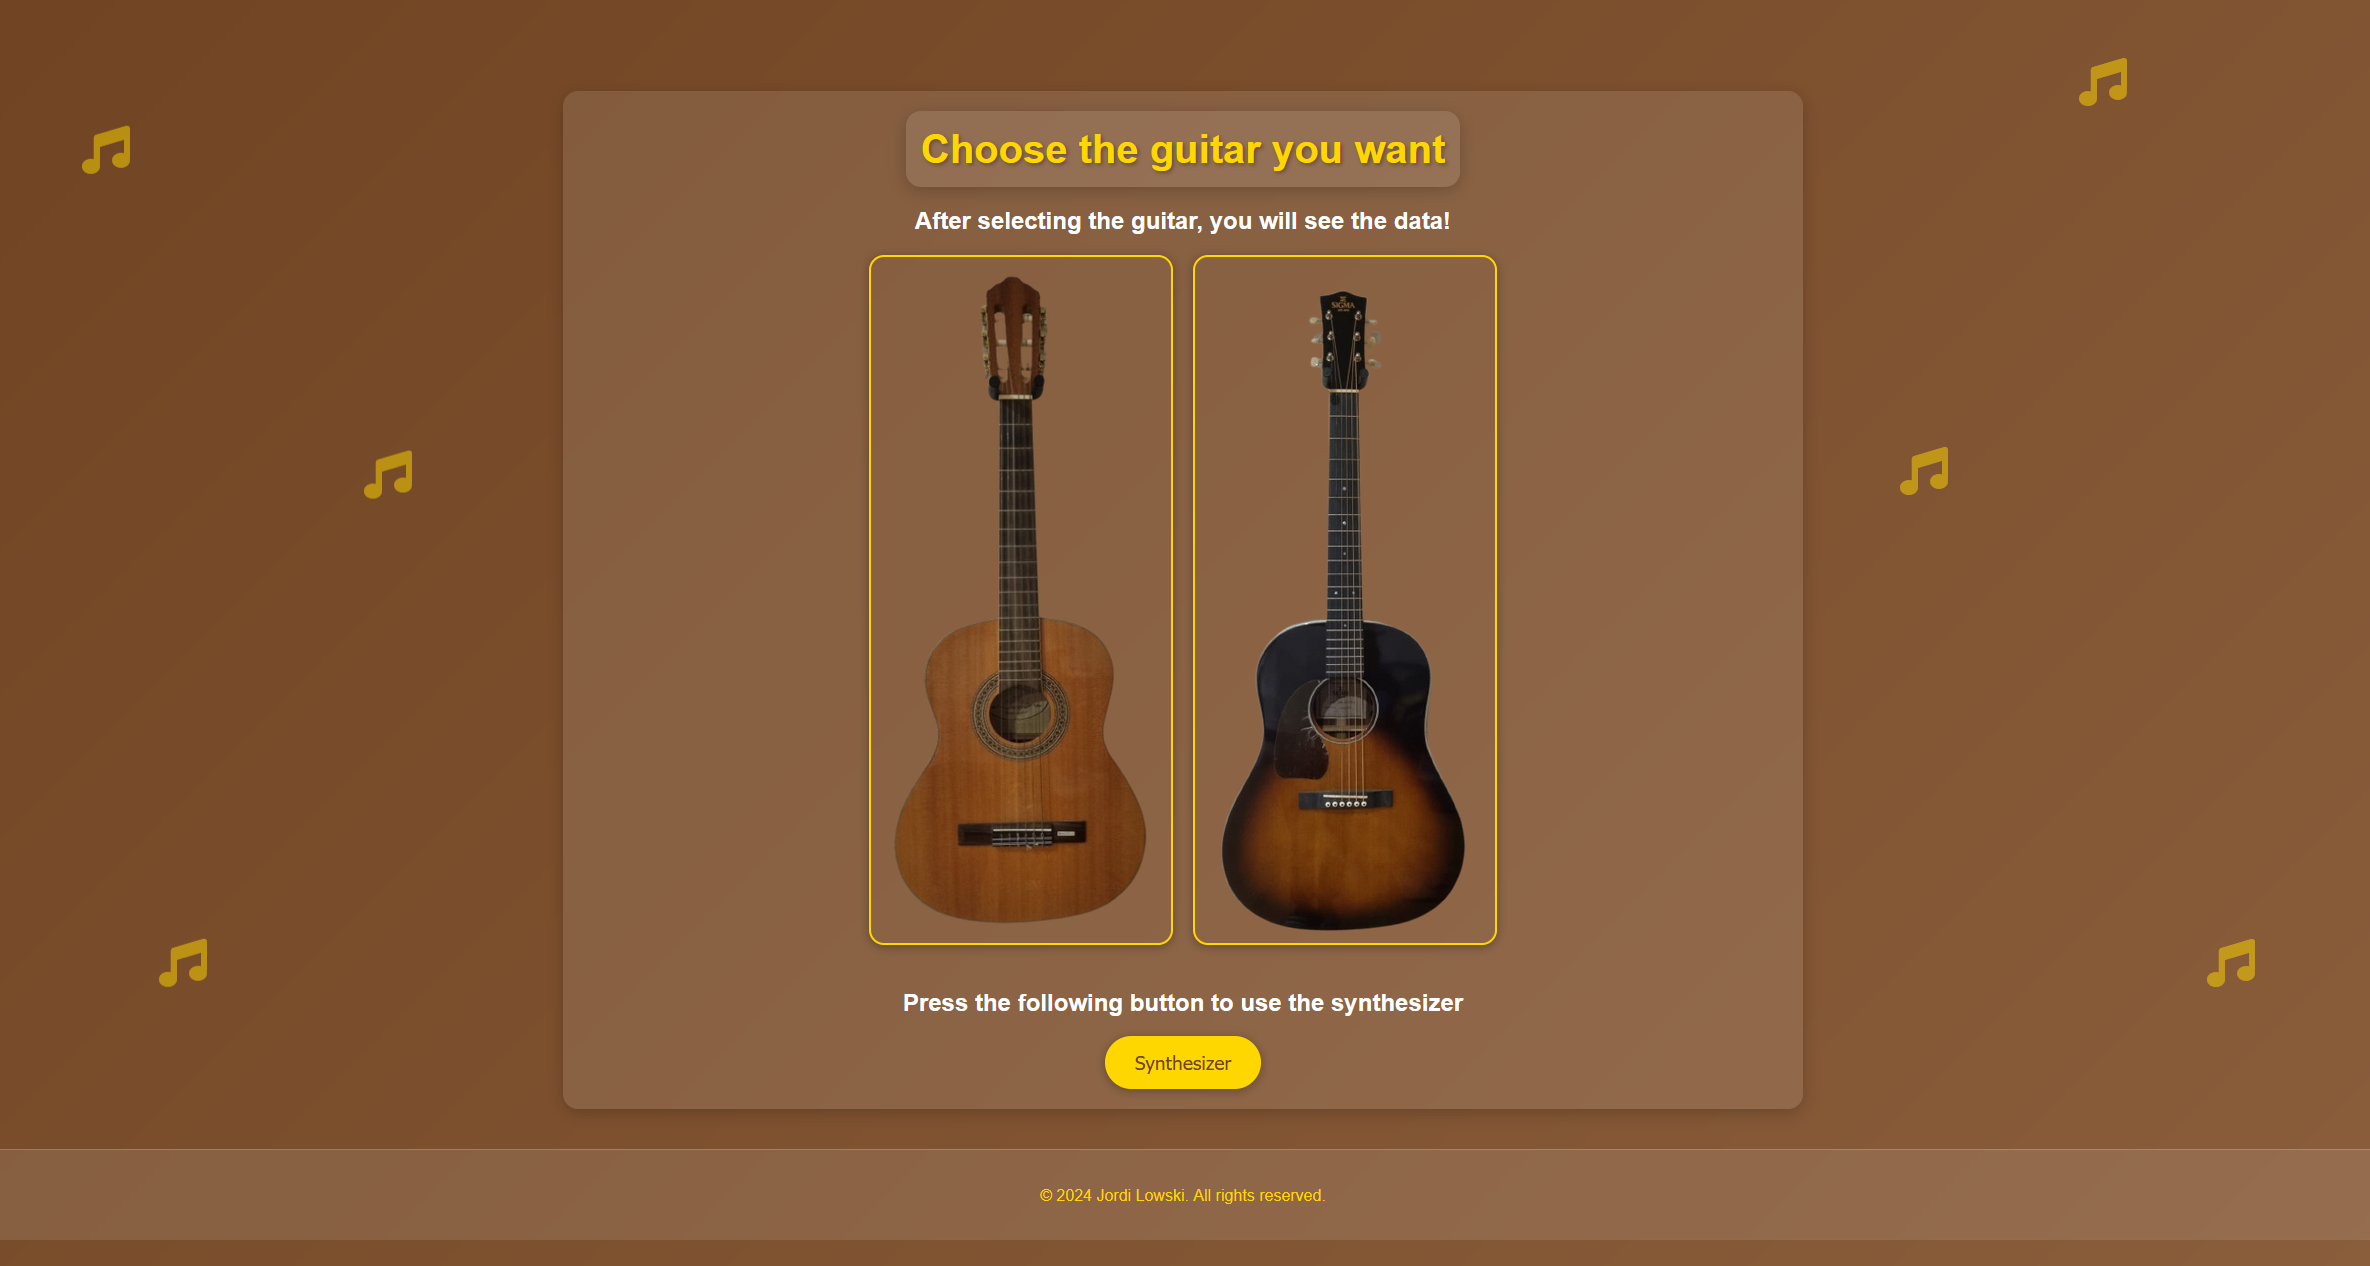 Choose the guitar you want
After selecting the guitar, you will see the data!
SIGMA
Press the following button to use the synthesizer
Synthesizer
© 2024 Jordi Lowski. All rights reserved.